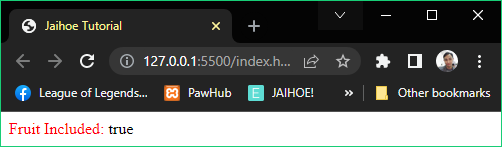 Jaihoe Tutorial
127.0.0.1:5500/index.h...
League of Legends... PawHub E JAIHOE! » Other bookmarks
Fruit Included: true